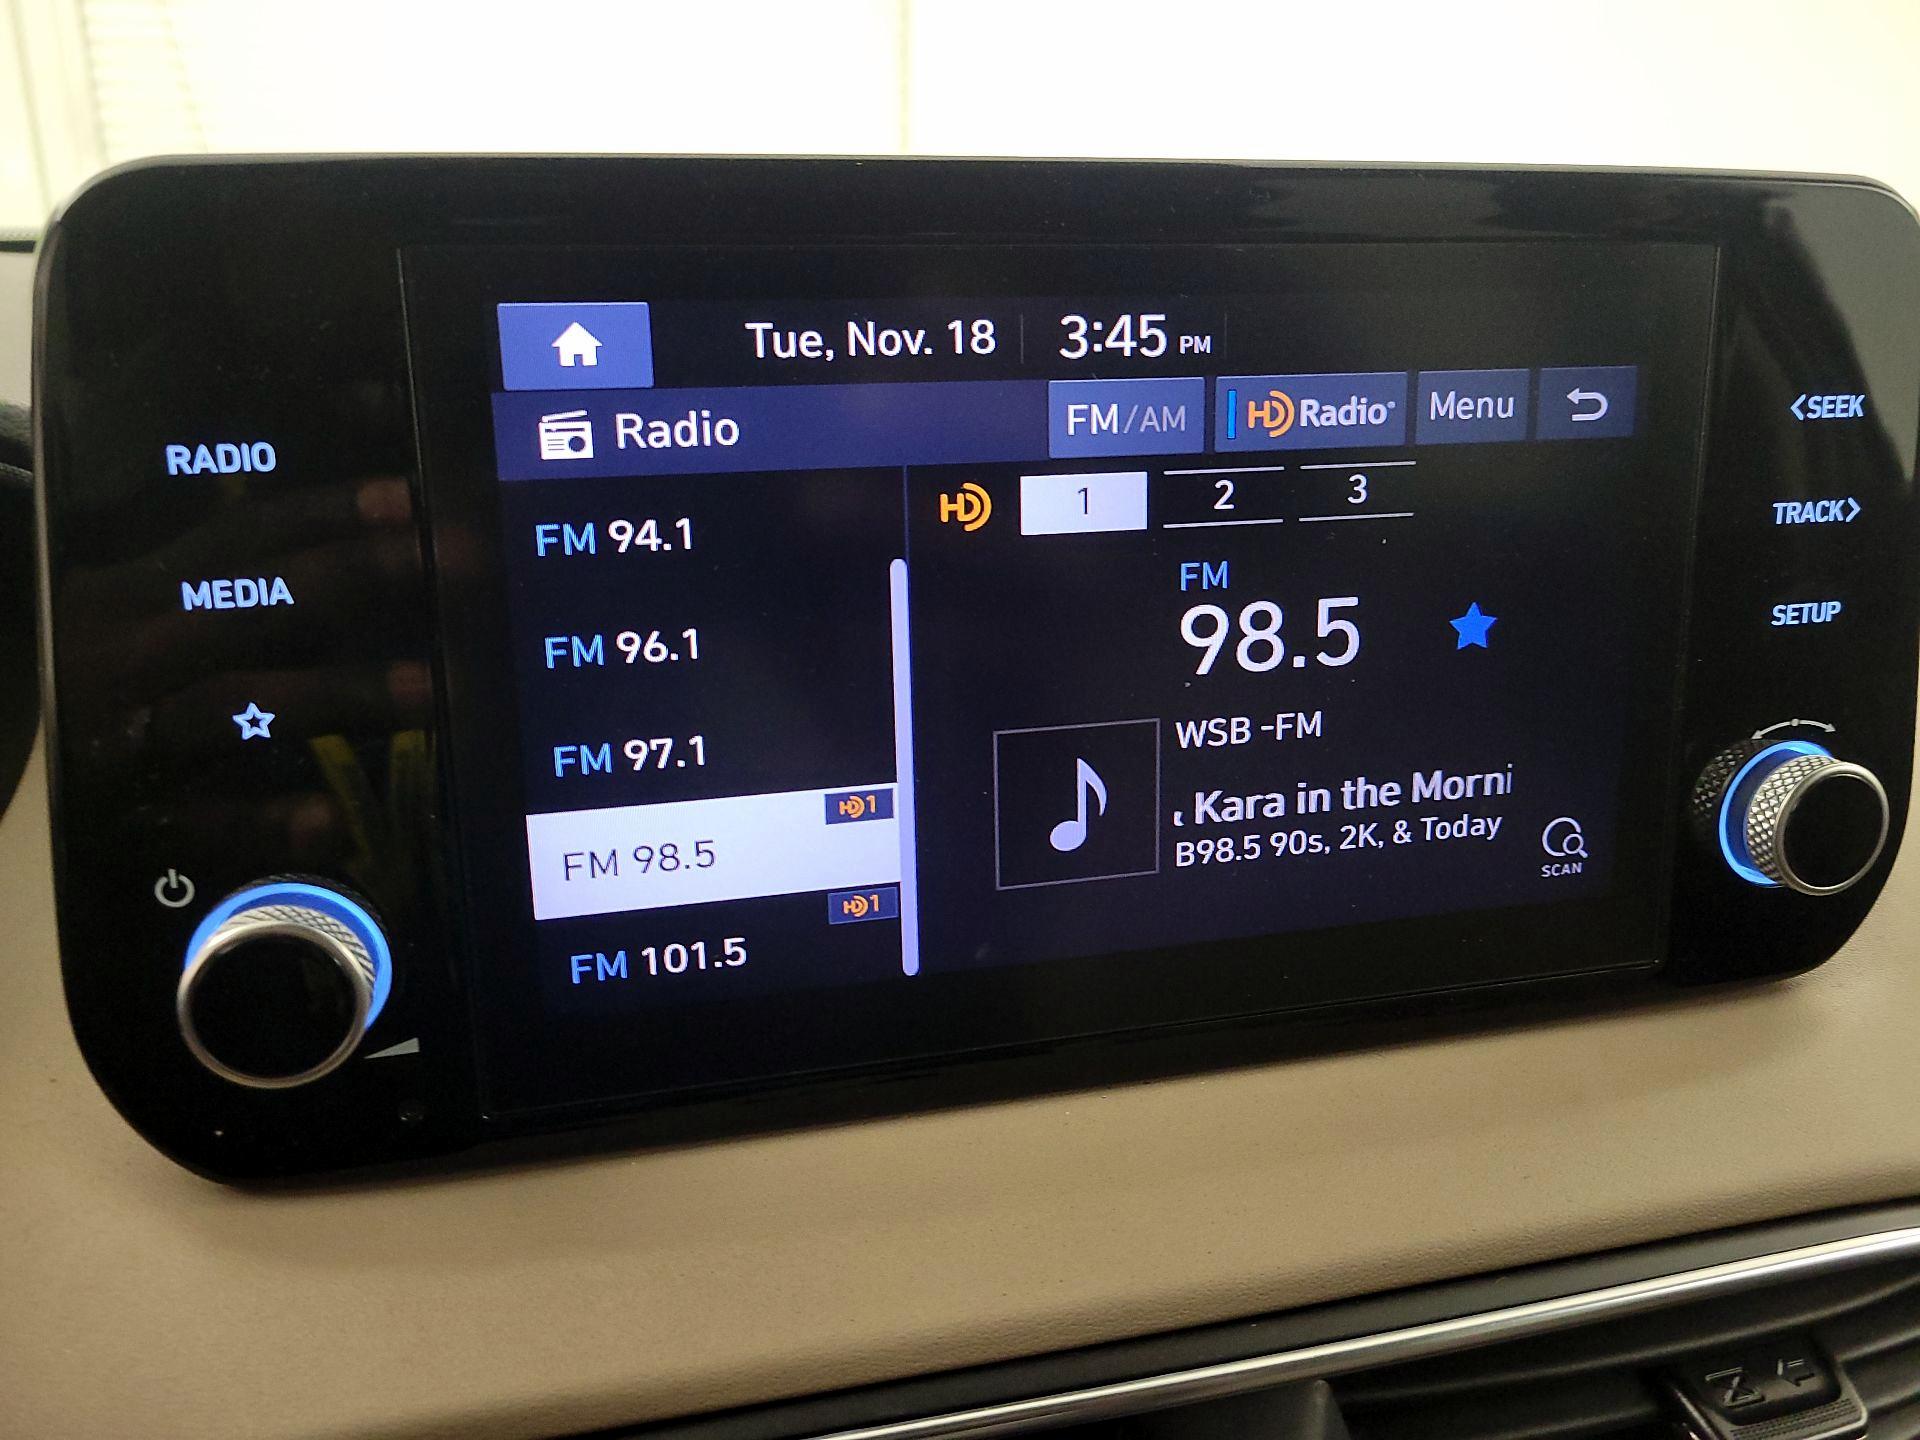 Tue, Nov. 18 3:45 PM
Radio FM/AM HD Radio® Menu
RADIO
MEDIA
FM 94.1
FM 96.1
FM 97.1
HD1
FM 98.5
HD1
FM 101.5
HD 1 2 3
FM
98.5
WSB -FM
Kara in the Morni
B98.5 90s, 2K, & Today
SCAN
<SEEK
TRACK>
SETUP